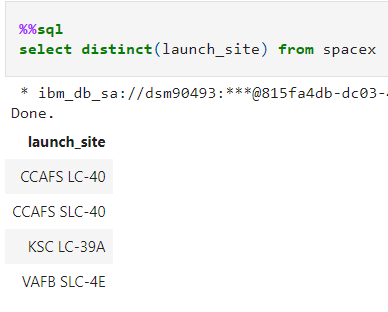 %%sql
select distinct(launch_site) from spacex
* ibm_db_sa://dsm90493:***@815fa4db-dc03-
Done.
launch_site
CCAFS LC-40
CCAFS SLC-40
KSC LC-39A
VAFB SLC-4E